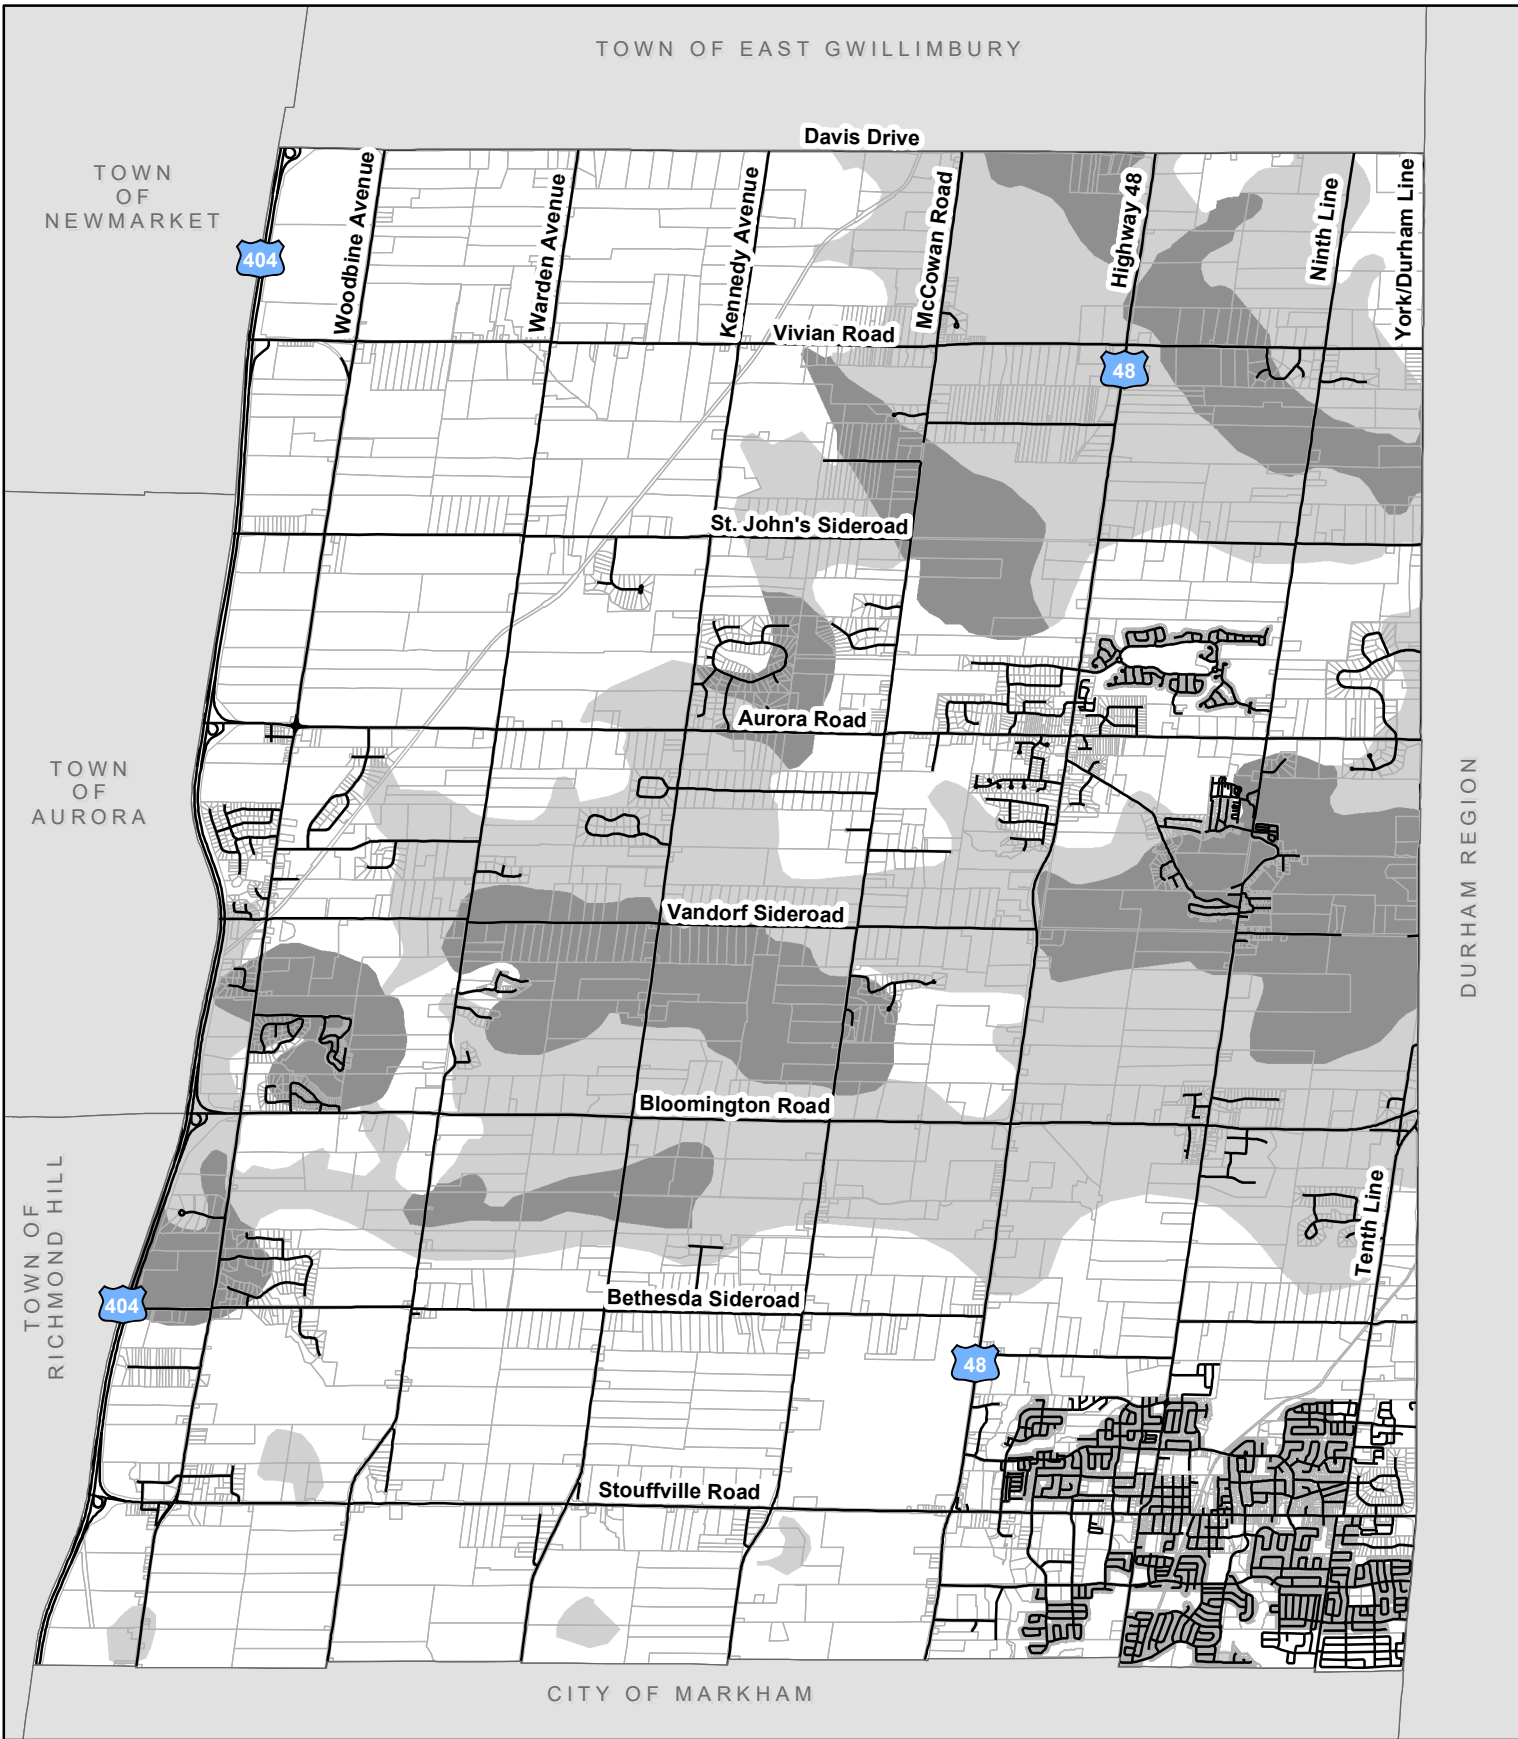 TOWN OF EAST GWILLIMBURY
Davis Drive
TOWN
OF
NEWMARKET
Woodbine Avenue
Warden Avenue
Kennedy Avenue
McCowan Road
Highway 48
Ninth Line
York/Durham Line
404
Vivian Road
48
St. John's Sideroad
Aurora Road
TOWN
OF
AURORA
DURHAM REGION
Vandorf Sideroad
Bloomington Road
TOWN OF
RICHMOND HILL
Tenth Line
404
Bethesda Sideroad
48
Stouffville Road
CITY OF MARKHAM